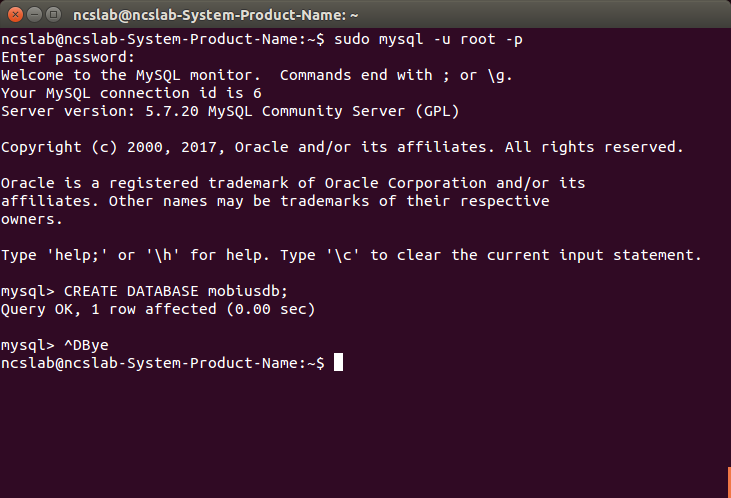 ncslab@ncslab-System-Product-Name: ~
ncslab@ncslab-System-Product-Name:~$ sudo mysql -u root -p
Enter password:
Welcome to the MySQL monitor.  Commands end with ; or \g.
Your MySQL connection id is 6
Server version: 5.7.20 MySQL Community Server (GPL)

Copyright (c) 2000, 2017, Oracle and/or its affiliates. All rights reserved.

Oracle is a registered trademark of Oracle Corporation and/or its
affiliates. Other names may be trademarks of their respective
owners.

Type 'help;' or '\h' for help. Type '\c' to clear the current input statement.

mysql> CREATE DATABASE mobiusdb;
Query OK, 1 row affected (0.00 sec)

mysql> ^DBye
ncslab@ncslab-System-Product-Name:~$